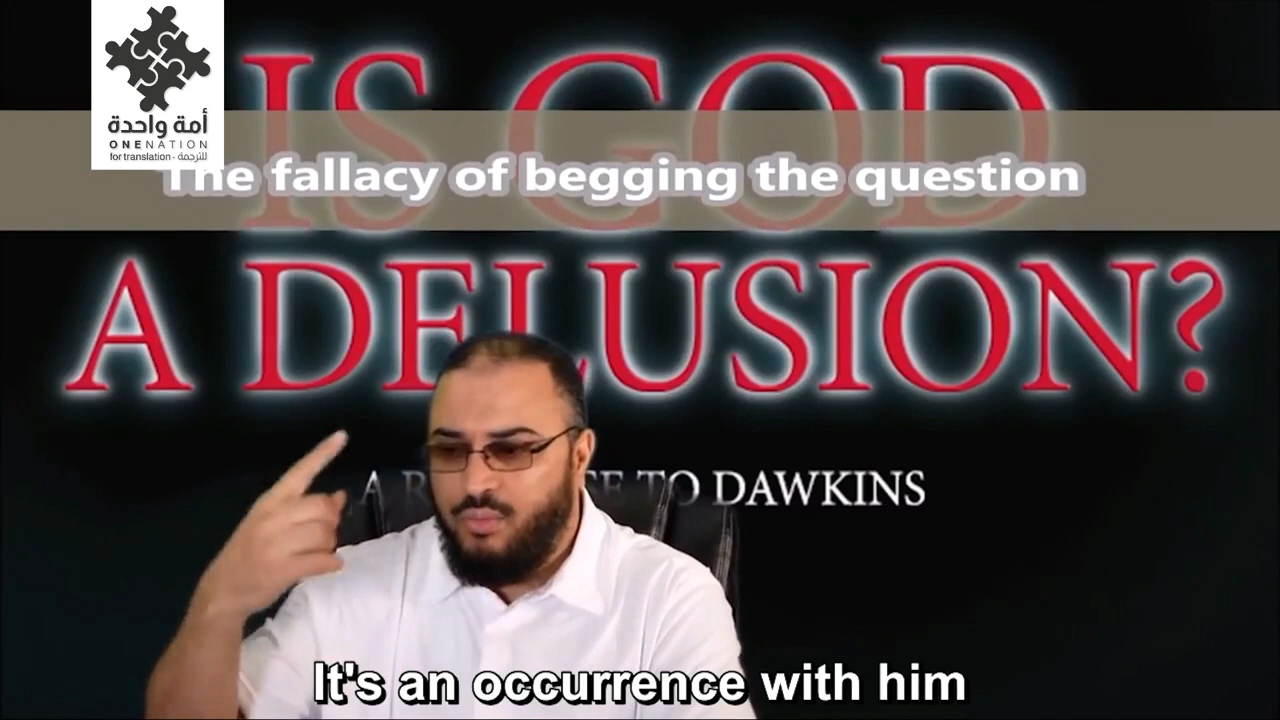 أمة واحدة
ONENATION
for translation - للترجمة
IS GOD
The fallacy of begging the question
A DELUSION?
A TO DAWKINS
It's an occurrence with him